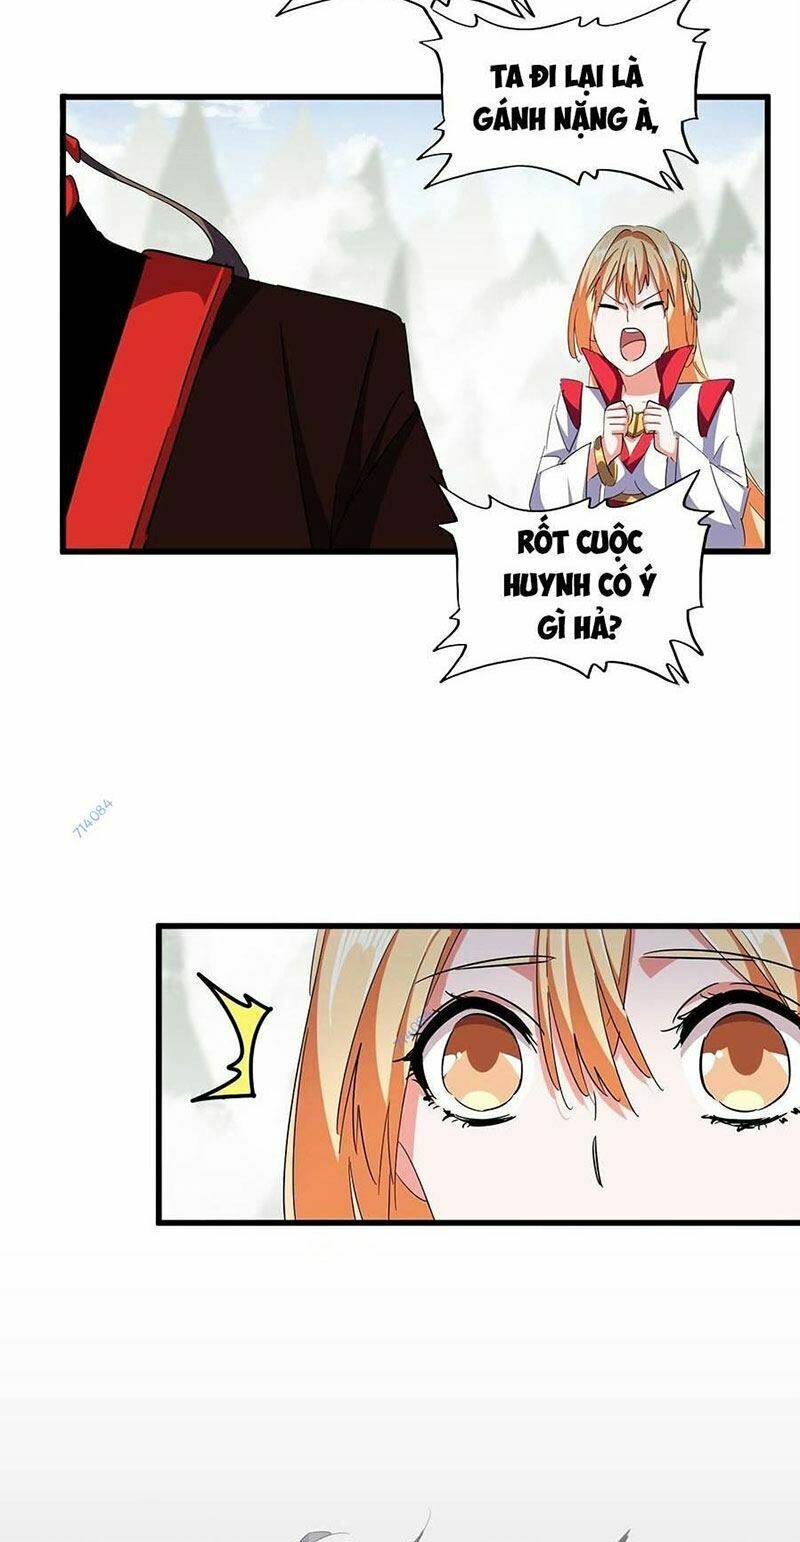 TA ĐI LẠI LÀ
GÁNH NẶNG À,
RỐT CUỘC
HUYNH CÓ Ý
GÌ HẢ?
714084